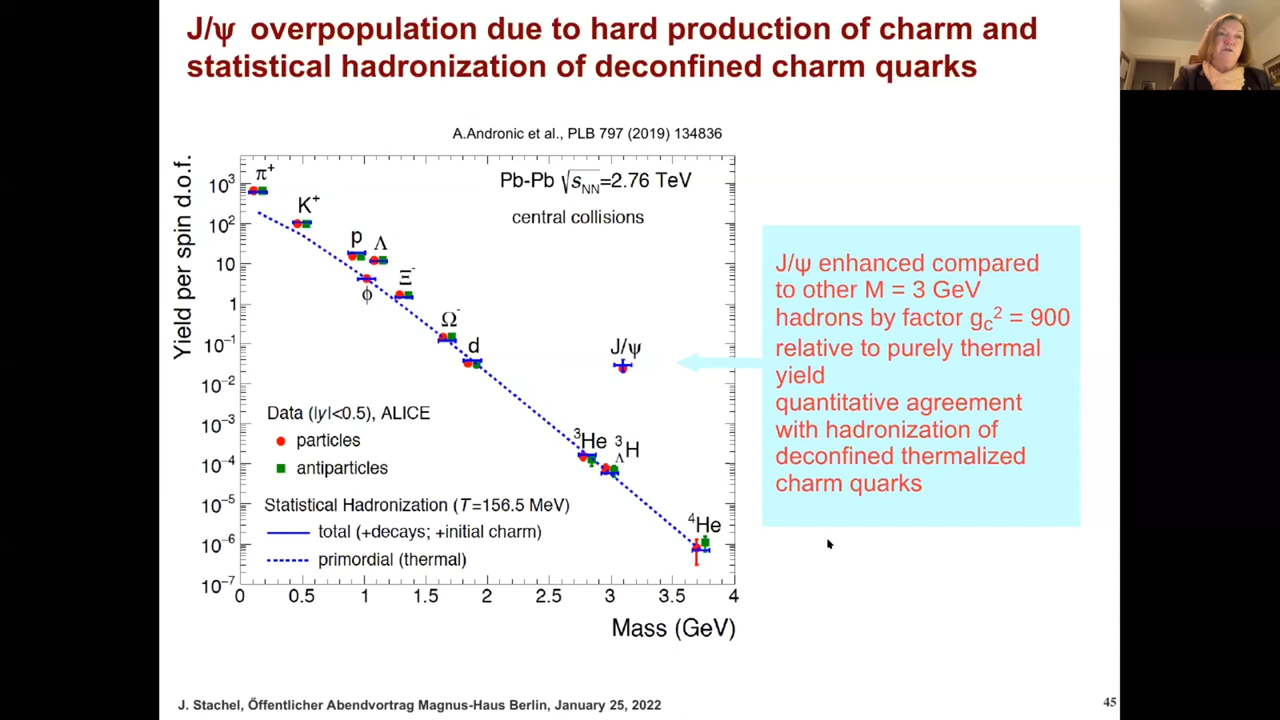 J/ψ overpopulation due to hard production of charm and
statistical hadronization of deconfined charm quarks
A.Andronic et al., PLB 797 (2019) 134836
Yield per spin d.o.f.
10³
10²
10
1
10⁻¹
10⁻²
10⁻³
10⁻⁴
10⁻⁵
10⁻⁶
10⁻⁷
π⁺
K⁺
p
Λ
ϕ
Ξ⁻
Ω⁻
d
J/ψ
³He
³ΛH
⁴He
Pb-Pb √sNN=2.76 TeV
central collisions
Data (|y|<0.5), ALICE
particles
antiparticles
Statistical Hadronization (T=156.5 MeV)
total (+decays; +initial charm)
primordial (thermal)
0 0.5 1 1.5 2 2.5 3 3.5 4
Mass (GeV)
J/ψ enhanced compared
to other M = 3 GeV
hadrons by factor gc² = 900
relative to purely thermal
yield
quantitative agreement
with hadronization of
deconfined thermalized
charm quarks
J. Stachel, Őffentlicher Abendvortrag Magnus-Haus Berlin, January 25, 2022
45